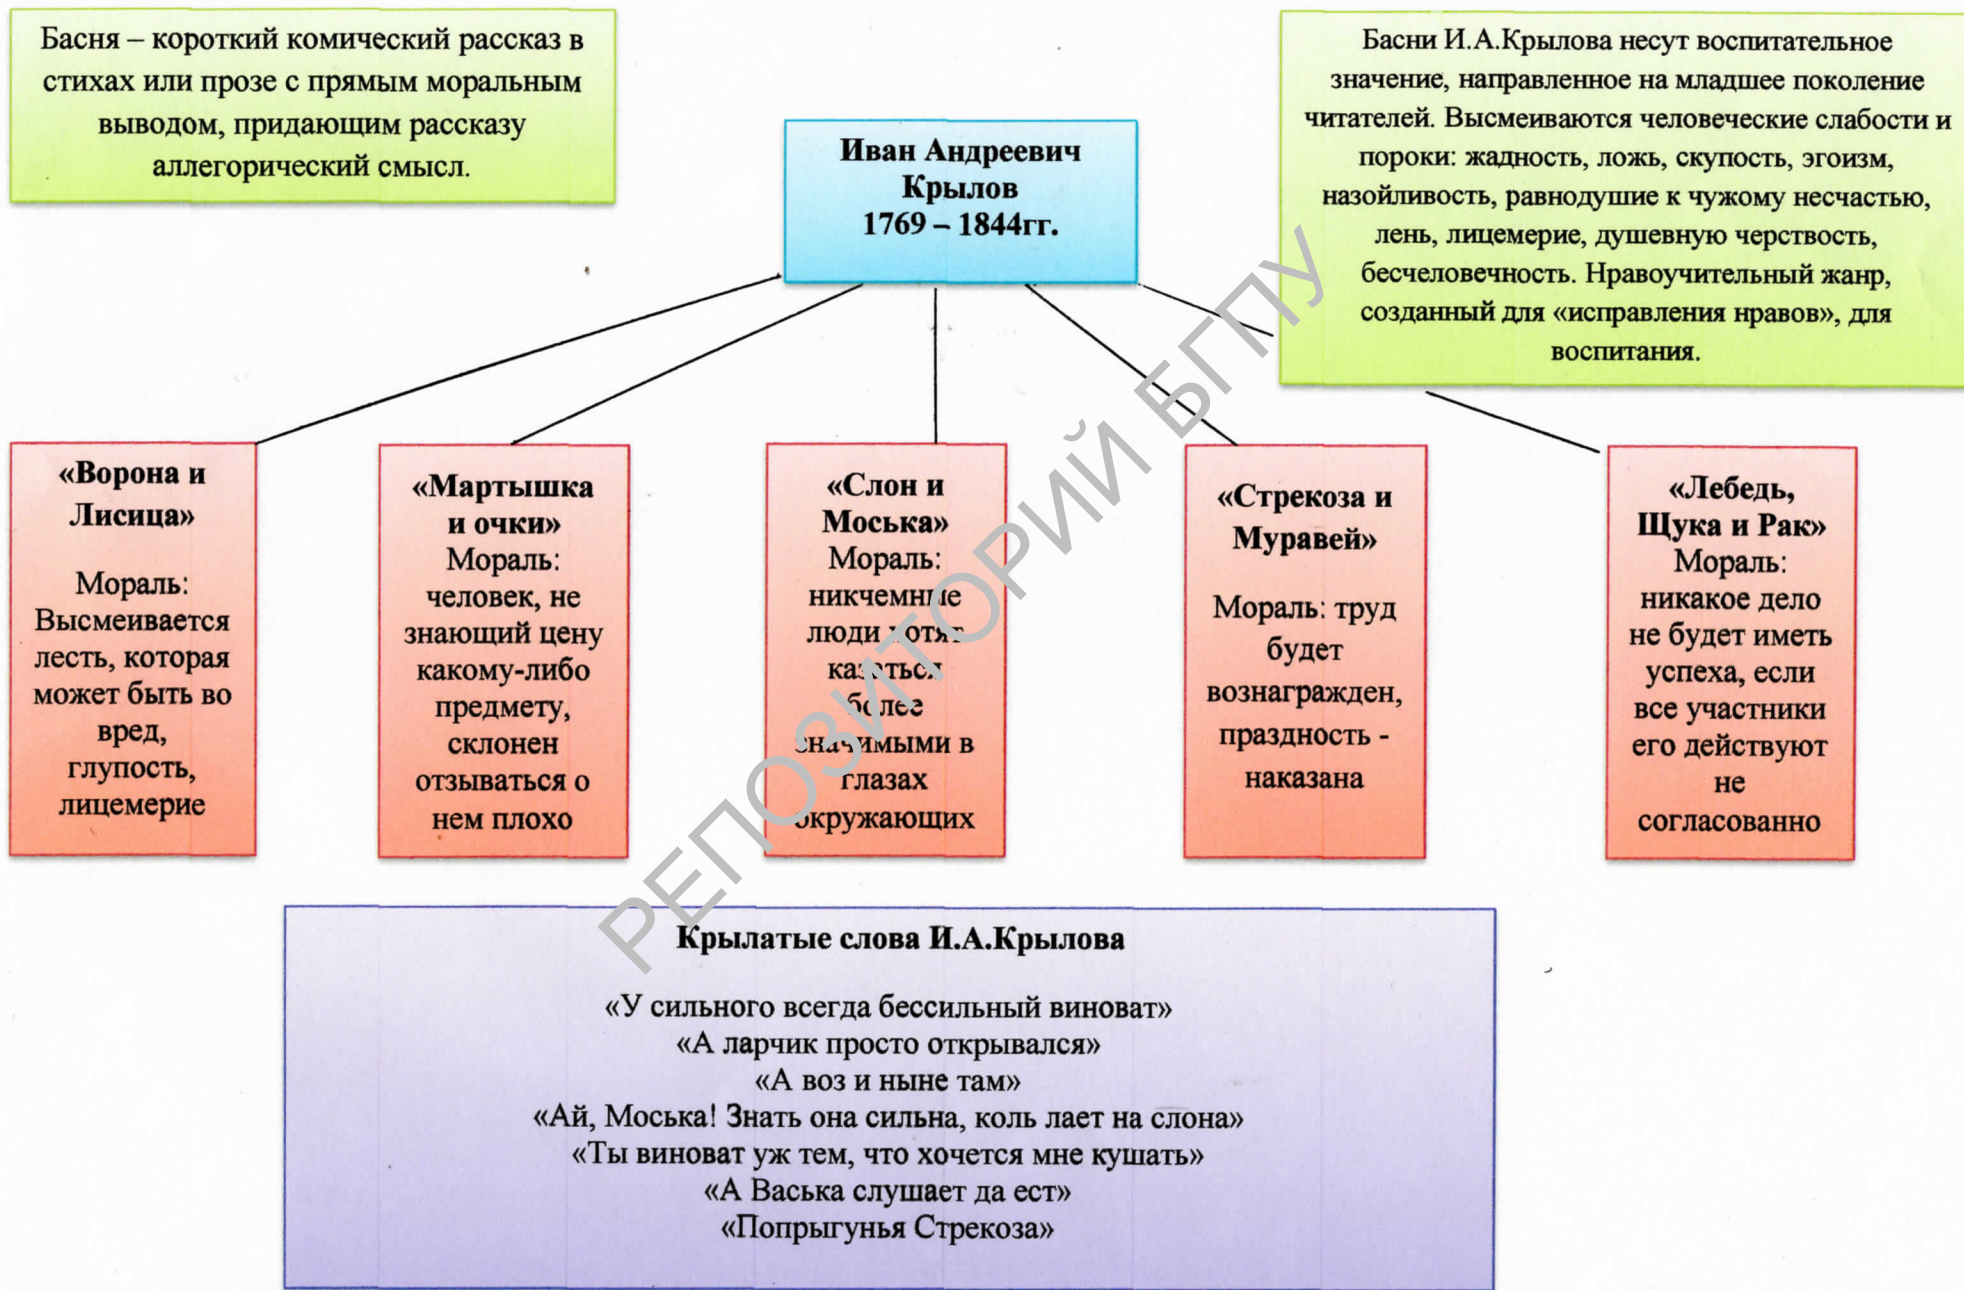 Басня – короткий комический рассказ в
стихах или прозе с прямым моральным
выводом, придающим рассказу
аллегорический смысл.
Иван Андреевич
Крылов
1769 – 1844гг.
Басни И.А.Крылова несут воспитательное
значение, направленное на младшее поколение
читателей. Высмеиваются человеческие слабости и
пороки: жадность, ложь, скупость, эгоизм,
назойливость, равнодушие к чужому несчастью,
лень, лицемерие, душевную черствость,
бесчеловечность. Нравоучительный жанр,
созданный для «исправления нравов», для
воспитания.
«Ворона и
Лисица»
Мораль:
Высмеивается
лесть, которая
может быть во
вред,
глупость,
лицемерие
«Мартышка
и очки»
Мораль:
человек, не
знающий цену
какому-либо
предмету,
склонен
отзываться о
нем плохо
«Слон и
Моська»
Мораль:
никчемные
люди хотят
казаться
более
значимыми в
глазах
окружающих
«Стрекоза и
Муравей»
Мораль: труд
будет
вознагражден,
праздность -
наказана
«Лебедь,
Щука и Рак»
Мораль:
никакое дело
не будет иметь
успеха, если
все участники
его действуют
не
согласованно
Крылатые слова И.А.Крылова
«У сильного всегда бессильный виноват»
«А ларчик просто открывался»
«А воз и ныне там»
«Ай, Моська! Знать она сильна, коль лает на слона»
«Ты виноват уж тем, что хочется мне кушать»
«А Васька слушает да ест»
«Попрыгунья Стрекоза»
РЕПОЗИТОРИЙ БГПУ